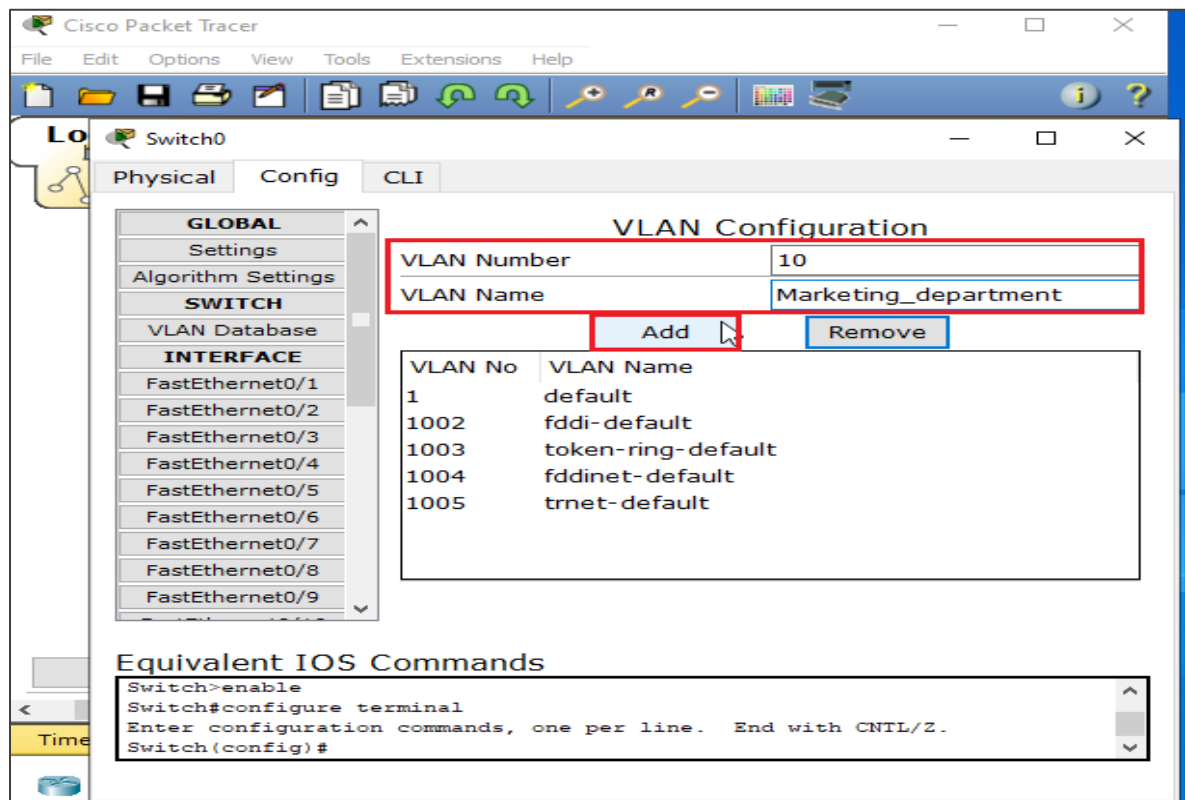 Cisco Packet Tracer
File Edit Options View Tools Extensions Help
R
i ?
Lo
Switch0
Physical Config CLI
GLOBAL
Settings
Algorithm Settings
SWITCH
VLAN Database
INTERFACE
FastEthernet0/1
FastEthernet0/2
FastEthernet0/3
FastEthernet0/4
FastEthernet0/5
FastEthernet0/6
FastEthernet0/7
FastEthernet0/8
FastEthernet0/9
VLAN Configuration
VLAN Number 10
VLAN Name Marketing_department
Add Remove
VLAN No VLAN Name
1 default
1002 fddi-default
1003 token-ring-default
1004 fddinet-default
1005 trnet-default
Equivalent IOS Commands
Switch>enable
Switch#configure terminal
Enter configuration commands, one per line. End with CNTL/Z.
Switch(config)#
Time